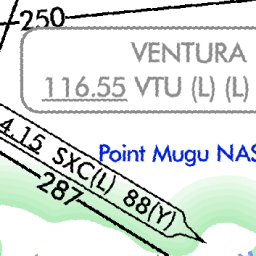 250
VENTURA
116.55 VTU (L) (L)
4.15 SXC(L) 88(Y)
Point Mugu NAS
287